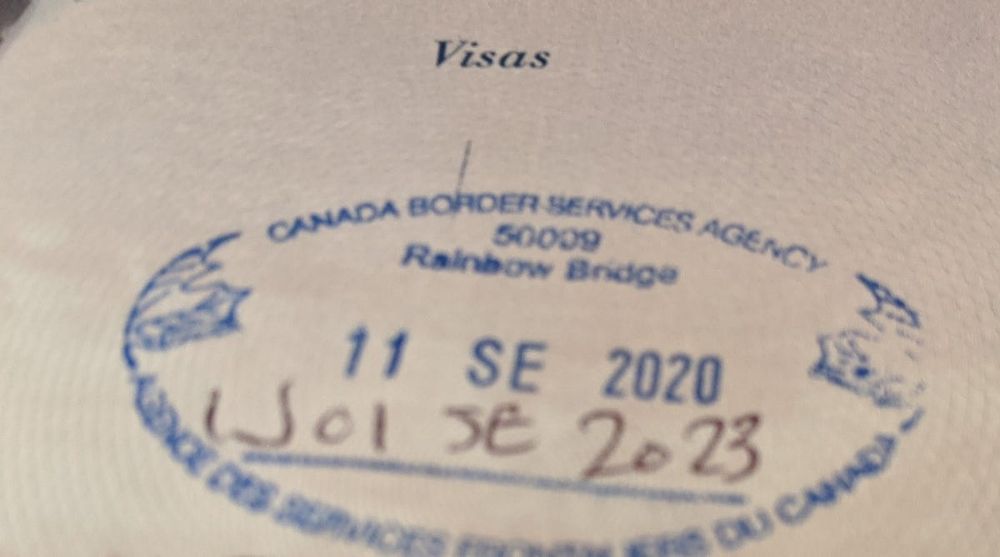 Visas
CANADA BORDER SERVICES AGENCY
50009
Rainbow Bridge
11 SE 2020
01 SE 2023
AGENCE DES SERVICES FRONTALIERS DU CANADA